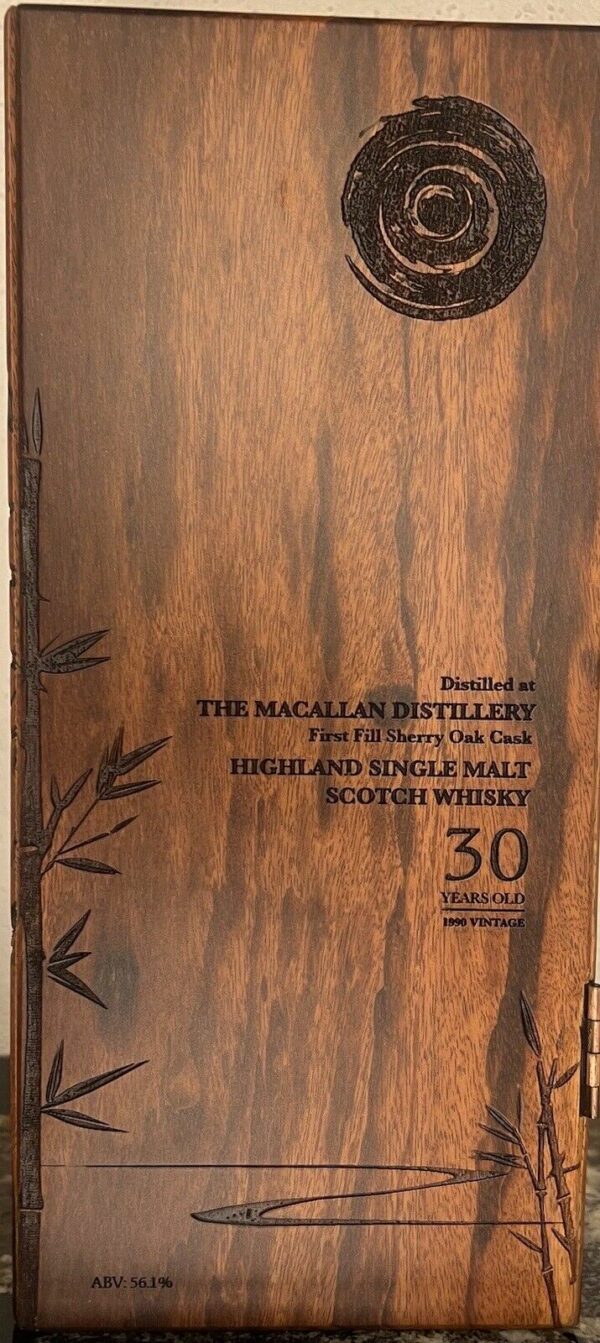 Distilled at
THE MACALLAN DISTILLERY
First Fill Sherry Oak Cask
HIGHLAND SINGLE MALT
SCOTCH WHISKY
30
YEARS OLD
1990 VINTAGE
ABV: 56.1%